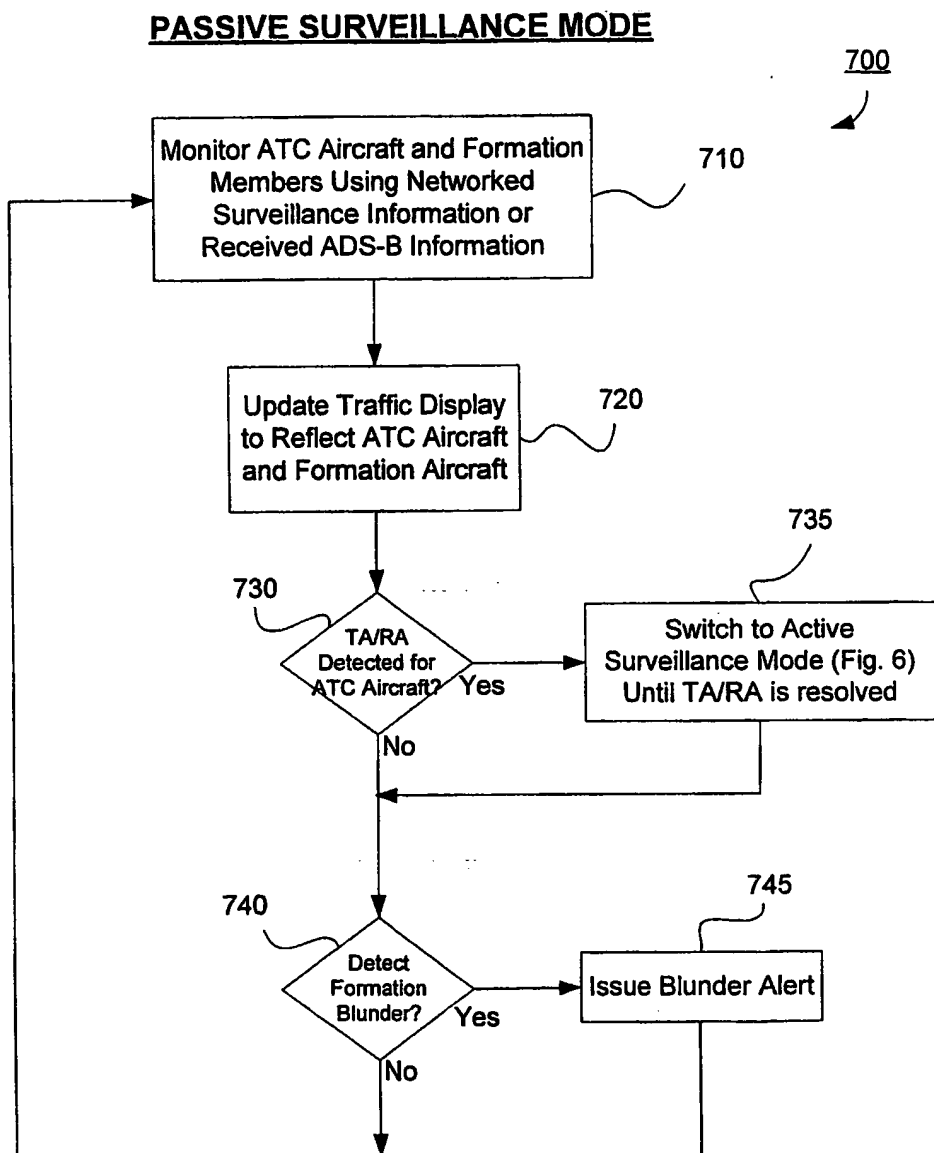 PASSIVE SURVEILLANCE MODE
700
Monitor ATC Aircraft and Formation
Members Using Networked
Surveillance Information or
Received ADS-B Information
710
Update Traffic Display
to Reflect ATC Aircraft
and Formation Aircraft
720
730
TA/RA
Detected for
ATC Aircraft?
Yes
No
735
Switch to Active
Surveillance Mode (Fig. 6)
Until TA/RA is resolved
740
Detect
Formation
Blunder?
Yes
No
745
Issue Blunder Alert